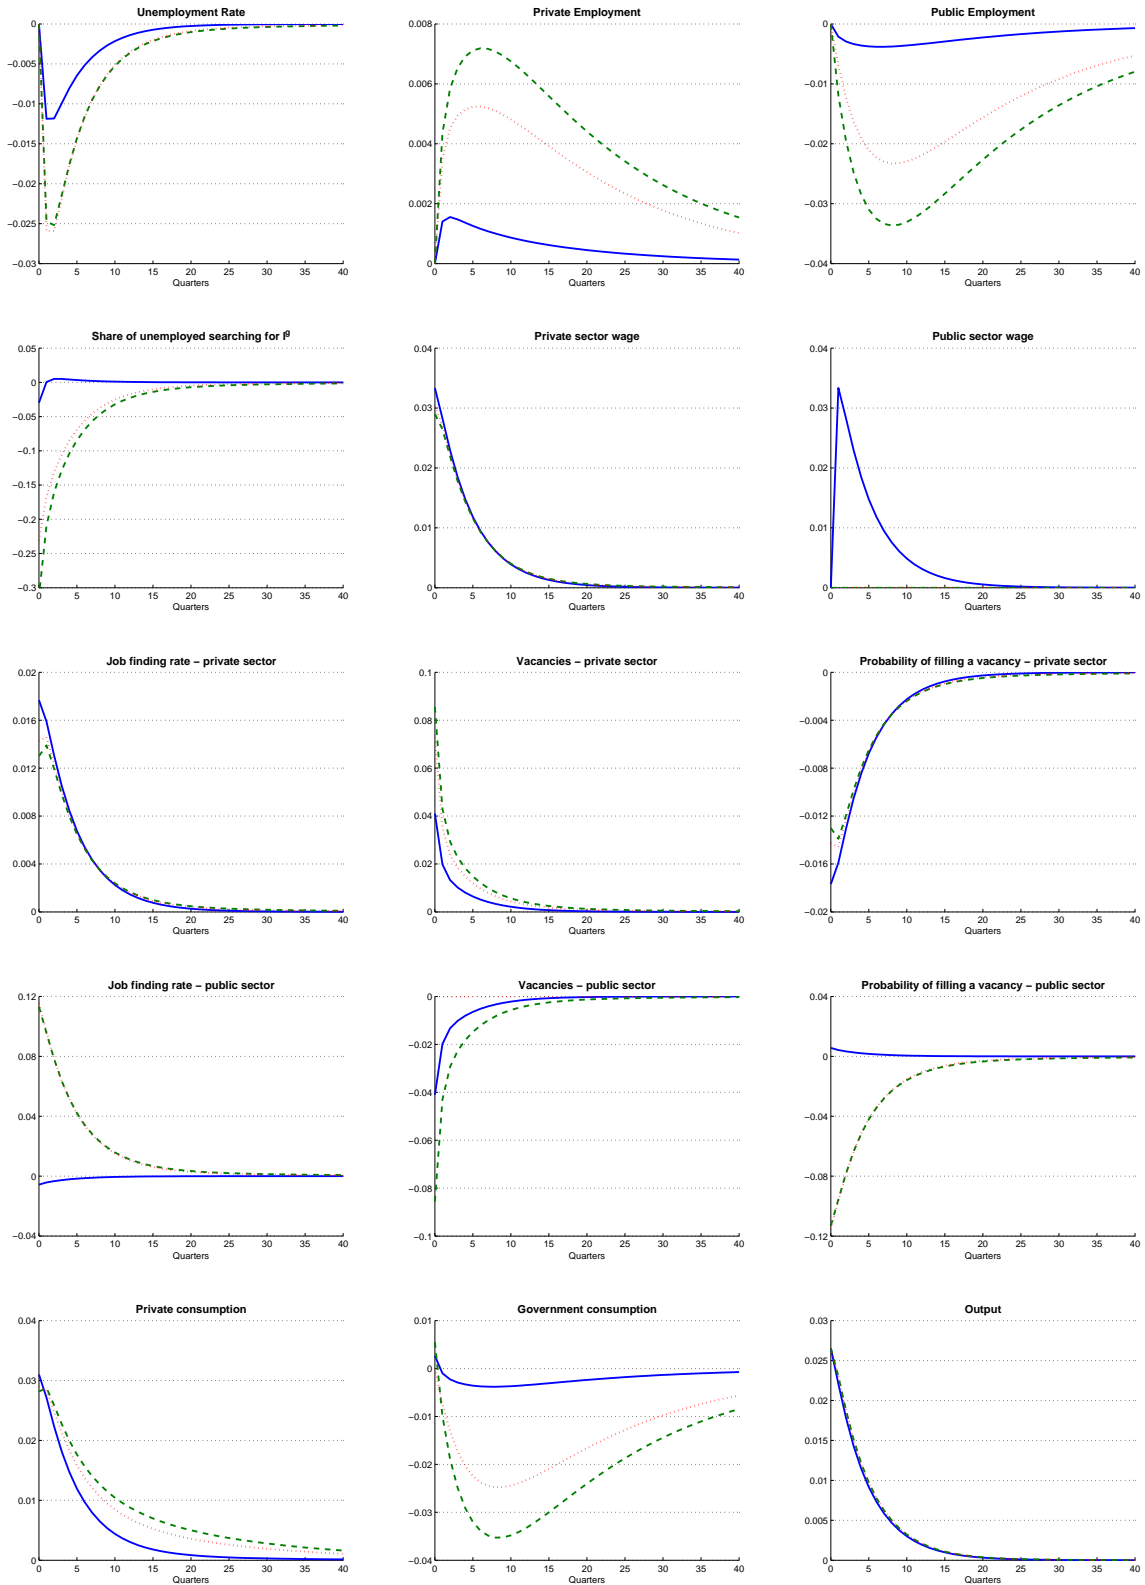 Unemployment Rate
0
−0.005
−0.01
−0.015
−0.02
−0.025
−0.03
0 5 10 15 20 25 30 35 40
Quarters
Private Employment
0.008
0.006
0.004
0.002
0
0 5 10 15 20 25 30 35 40
Quarters
Public Employment
0
−0.01
−0.02
−0.03
−0.04
0 5 10 15 20 25 30 35 40
Quarters
Share of unemployed searching for l^g
0.05
0
−0.05
−0.1
−0.15
−0.2
−0.25
−0.3
0 5 10 15 20 25 30 35 40
Quarters
Private sector wage
0.04
0.03
0.02
0.01
0
0 5 10 15 20 25 30 35 40
Quarters
Public sector wage
0.04
0.03
0.02
0.01
0
0 5 10 15 20 25 30 35 40
Quarters
Job finding rate − private sector
0.02
0.016
0.012
0.008
0.004
0
0 5 10 15 20 25 30 35 40
Quarters
Vacancies − private sector
0.1
0.08
0.06
0.04
0.02
0
0 5 10 15 20 25 30 35 40
Quarters
Probability of filling a vacancy − private sector
0
−0.004
−0.008
−0.012
−0.016
−0.02
0 5 10 15 20 25 30 35 40
Quarters
Job finding rate − public sector
0.12
0.08
0.04
0
−0.04
0 5 10 15 20 25 30 35 40
Quarters
Vacancies − public sector
0
−0.02
−0.04
−0.06
−0.08
−0.1
0 5 10 15 20 25 30 35 40
Quarters
Probability of filling a vacancy − public sector
0.04
0
−0.04
−0.08
−0.12
0 5 10 15 20 25 30 35 40
Quarters
Private consumption
0.04
0.03
0.02
0.01
0
0 5 10 15 20 25 30 35 40
Quarters
Government consumption
0.01
0
−0.01
−0.02
−0.03
−0.04
0 5 10 15 20 25 30 35 40
Quarters
Output
0.03
0.025
0.02
0.015
0.01
0.005
0
0 5 10 15 20 25 30 35 40
Quarters